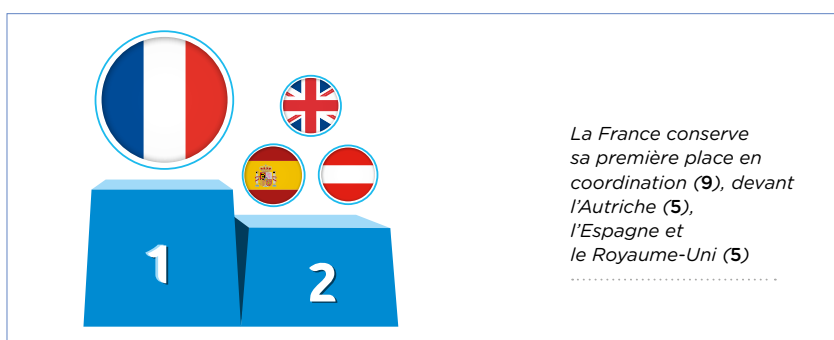 1
2
La France conserve
sa première place en
coordination (9), devant
l'Autriche (5),
l'Espagne et
le Royaume-Uni (5)